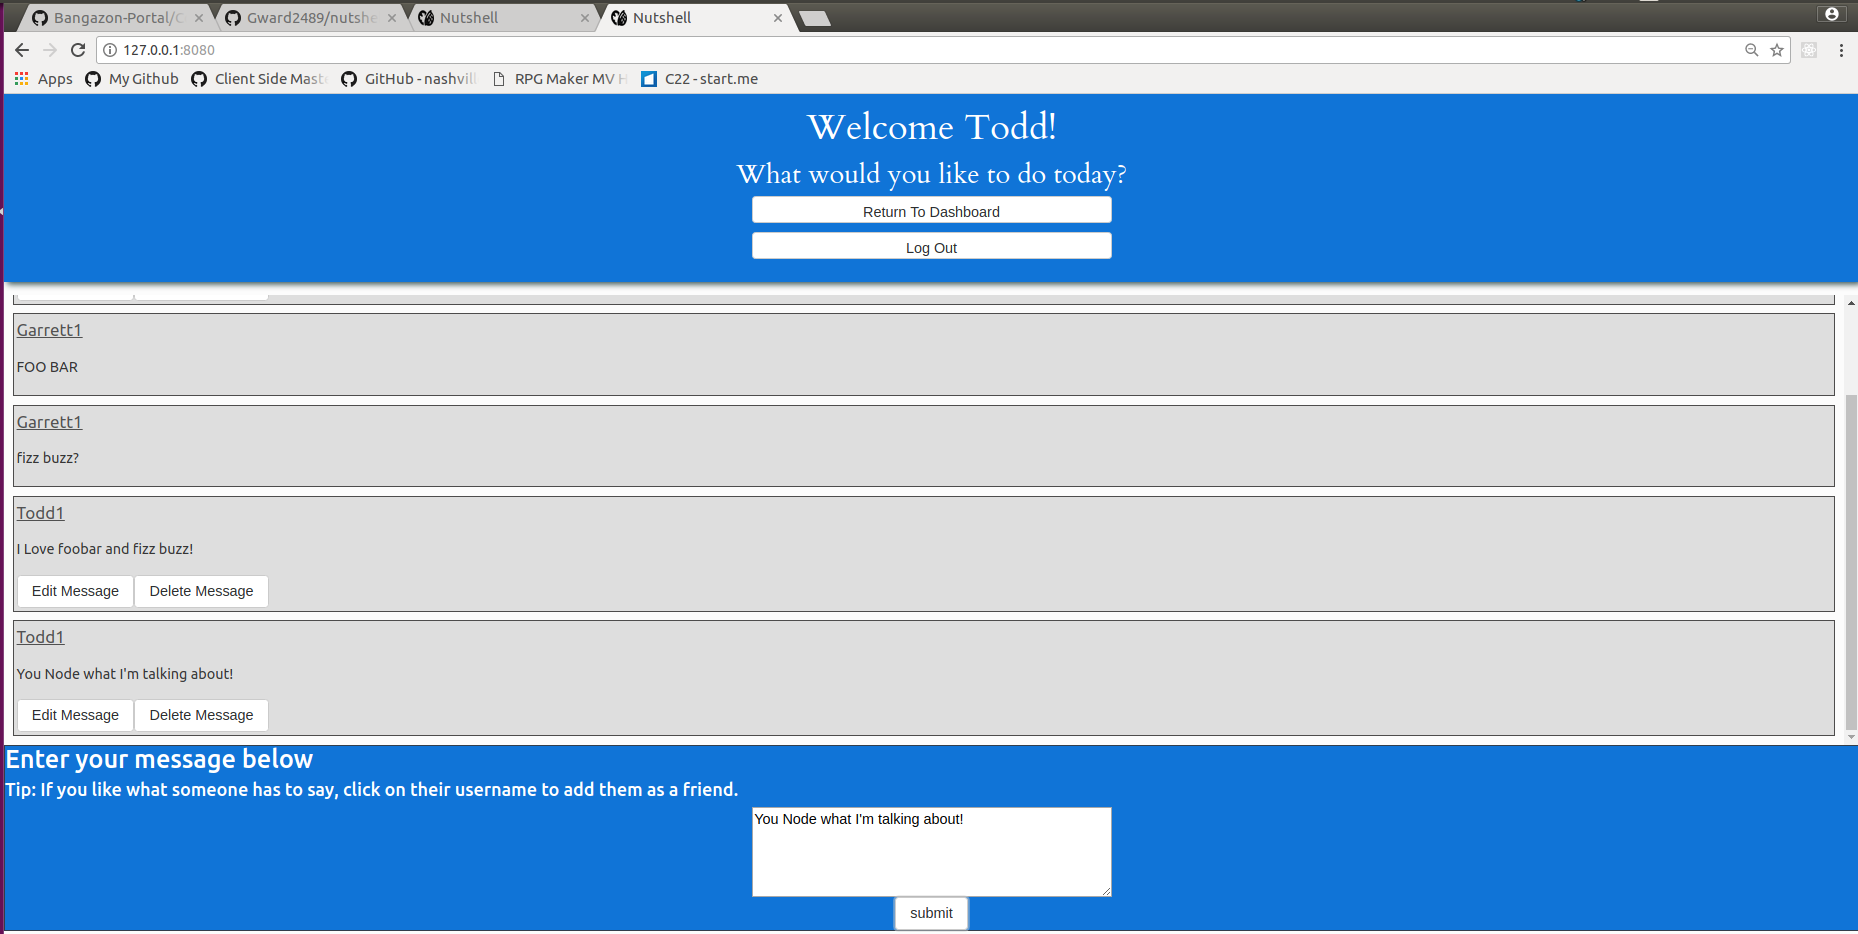 Bangazon-Portal/C
Gward2489/nutshe
Nutshell
Nutshell
127.0.0.1:8080
Apps
My Github
Client Side Mast
GitHub - nashvill
RPG Maker MV H
C22 - start.me
Welcome Todd!
What would you like to do today?
Return To Dashboard
Log Out
Garrett1
FOO BAR
Garrett1
fizz buzz?
Todd1
I Love foobar and fizz buzz!
Edit Message Delete Message
Todd1
You Node what I'm talking about!
Edit Message Delete Message
Enter your message below
Tip: If you like what someone has to say, click on their username to add them as a friend.
You Node what I'm talking about!
submit